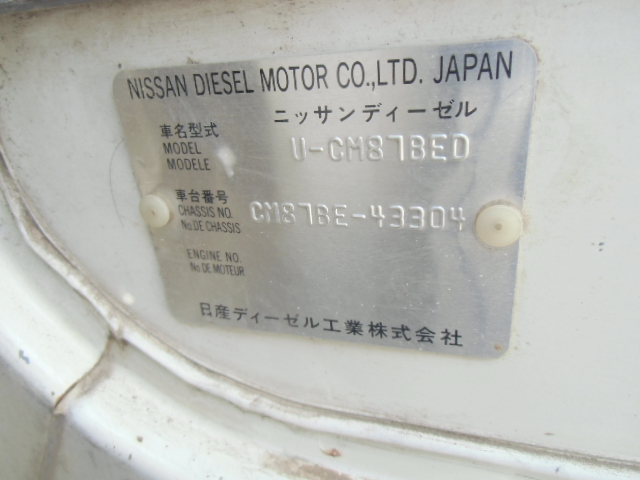 NISSAN DIESEL MOTOR CO.,LTD. JAPAN
ニッサンディーゼル
車名型式
MODEL
MODELE
U-CM87BED
車台番号
CHASSIS NO.
No.DE CHASSIS
CM87BE-43304
ENGINE NO.
No.DE MOTEUR
日産ディーゼル工業株式会社